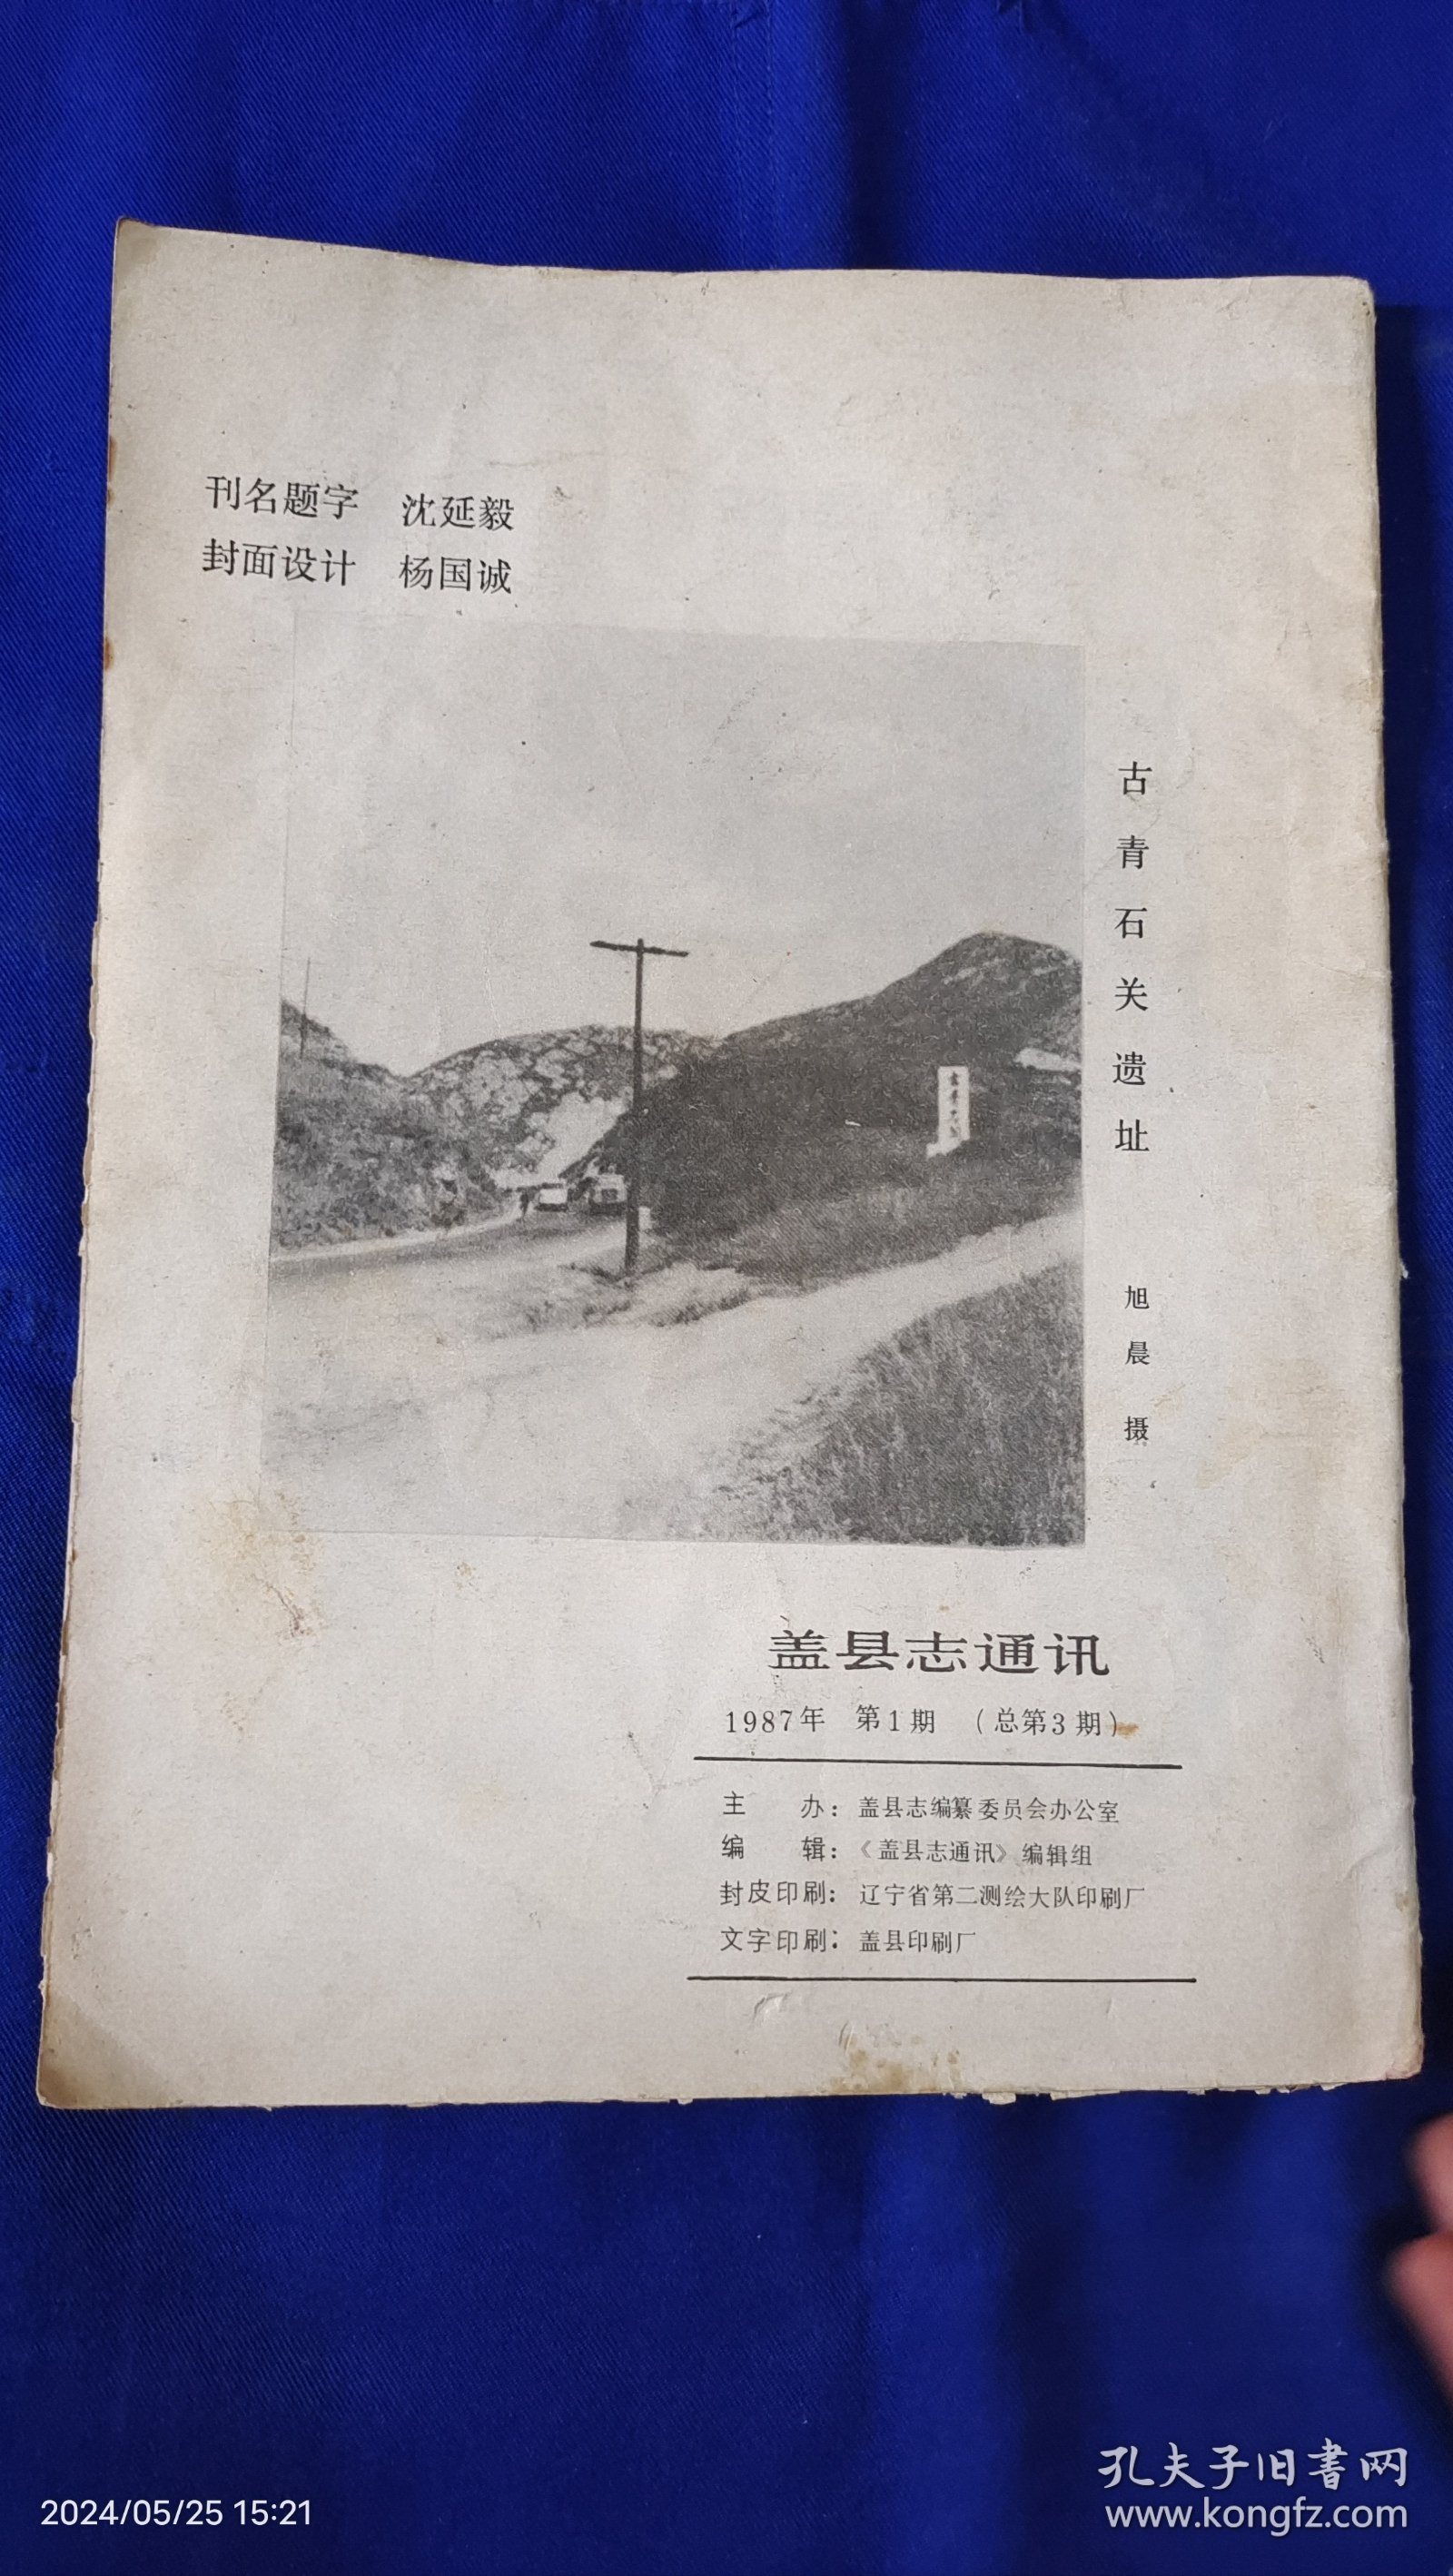 刊名题字 沈延毅
封面设计 杨国诚
古青石关遗址
旭晨 摄
盖县志通讯
1987年 第1期 (总第3期)
主 办：盖县志编纂委员会办公室
编 辑：《盖县志通讯》编辑组
封皮印刷：辽宁省第二测绘大队印刷厂
文字印刷：盖县印刷厂
孔夫子旧书网
www.kongfz.com
2024/05/25 15:21